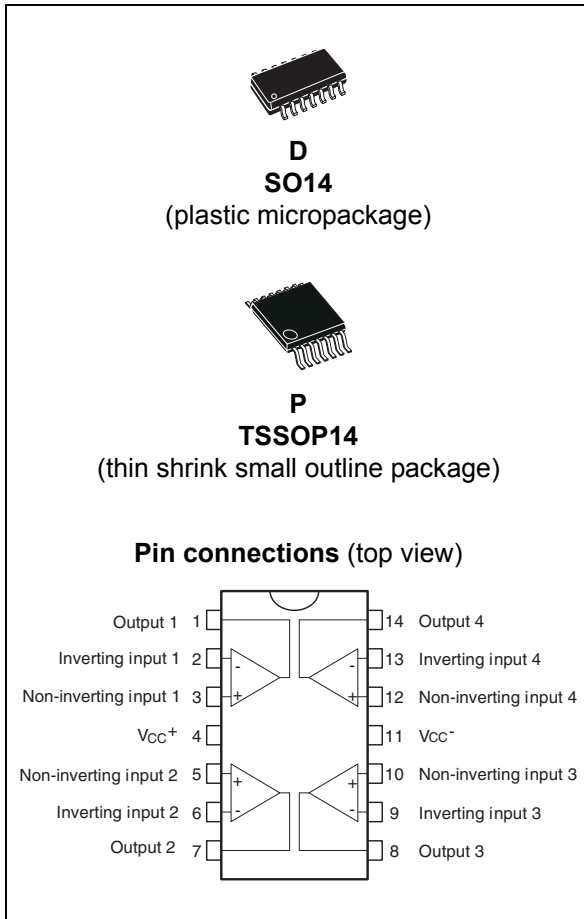 D
SO14
(plastic micropackage)
P
TSSOP14
(thin shrink small outline package)
Pin connections (top view)
Output 1 1 14 Output 4
Inverting input 1 2 - - 13 Inverting input 4
Non-inverting input 1 3 + + 12 Non-inverting input 4
VCC+ 4 11 VCC-
Non-inverting input 2 5 + + 10 Non-inverting input 3
Inverting input 2 6 - - 9 Inverting input 3
Output 2 7 8 Output 3